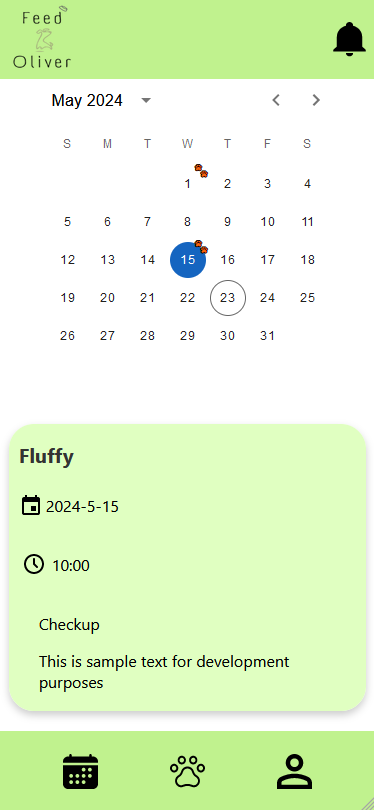 Feed
Oliver
May 2024
S M T W T F S
1 2 3 4
5 6 7 8 9 10 11
12 13 14 15 16 17 18
19 20 21 22 23 24 25
26 27 28 29 30 31
Fluffy
2024-5-15
10:00
Checkup
This is sample text for development
purposes